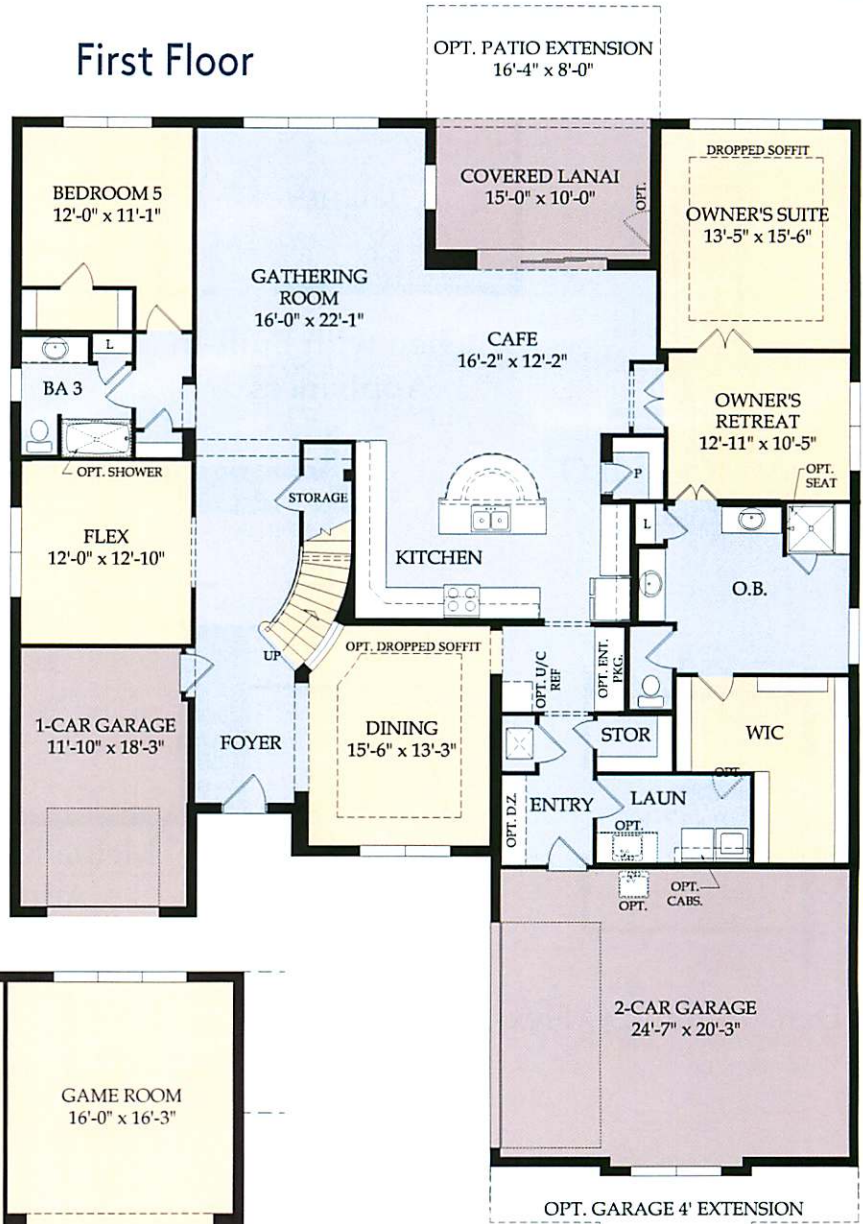 First Floor
OPT. PATIO EXTENSION
16'-4" x 8'-0"
BEDROOM 5
12'-0" x 11'-1"
COVERED LANAI
15'-0" x 10'-0"
OPT.
DROPPED SOFFIT
OWNER'S SUITE
13'-5" x 15'-6"
GATHERING
ROOM
16'-0" x 22'-1"
CAFE
16'-2" x 12'-2"
L
BA 3
OWNER'S
RETREAT
12'-11" x 10'-5"
OPT. SHOWER
STORAGE
P
OPT.
SEAT
FLEX
12'-0" x 12'-10"
KITCHEN
L
O.B.
UP
OPT. DROPPED SOFFIT
OPT. U/C
REF
OPT. ENT.
PKG.
1-CAR GARAGE
11'-10" x 18'-3"
FOYER
DINING
15'-6" x 13'-3"
STOR
WIC
OPT.
ENTRY
LAUN
OPT. D.Z.
OPT.
OPT.
OPT.
CABS.
2-CAR GARAGE
24'-7" x 20'-3"
GAME ROOM
16'-0" x 16'-3"
OPT. GARAGE 4' EXTENSION